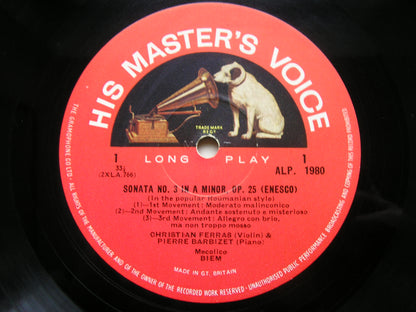 HIS MASTER'S VOICE
TRADE MARK
REGT
1 1
LONG PLAY
33⅓
(2XLA.766)
ALP. 1980
SONATA NO. 3 IN A MINOR, OP. 25 (ENESCO)
(In the popular Roumanian style)
(1)—1st Movement: Moderato malinconico
(2)—2nd Movement: Andante sostenuto e misterioso
(3)—3rd Movement: Allegro con brio,
ma non troppo mosso
CHRISTIAN FERRAS (Violin) &
PIERRE BARBIZET (Piano)
Mecolico
BIEM
MADE IN GT. BRITAIN
THE GRAMOPHONE CO LTD. ALL RIGHTS OF THE MANUFACTURER AND OF THE OWNER OF THE RECORDED WORK RESERVED · UNAUTHORISED PUBLIC PERFORMANCE, BROADCASTING AND COPYING OF THIS RECORD PROHIBITED